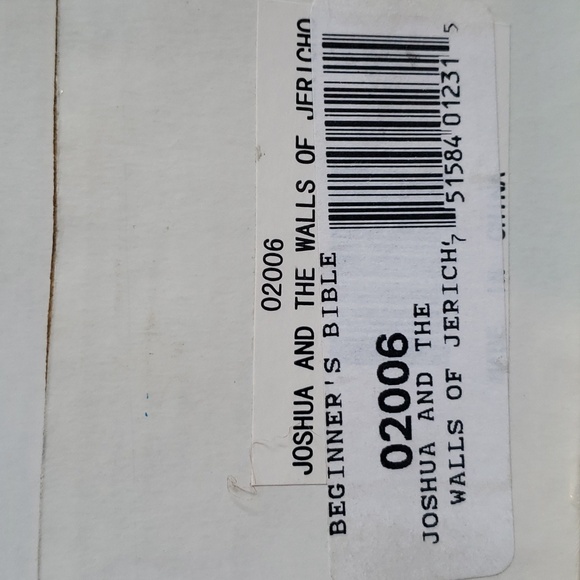 02006
JOSHUA AND THE WALLS OF JERICHO
BEGINNER'S BIBLE
7 51584 01231 5
02006
JOSHUA AND THE
WALLS OF JERICH